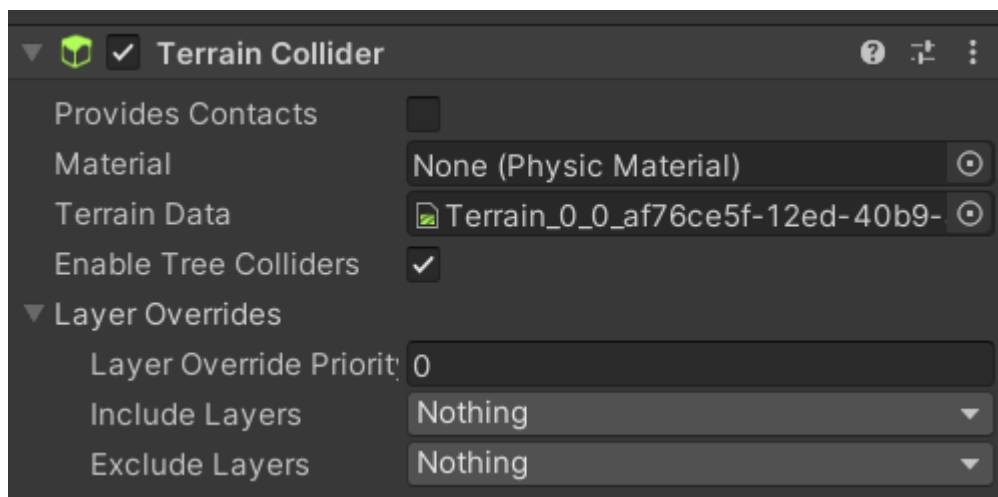 Terrain Collider
Provides Contacts
Material None (Physic Material)
Terrain Data Terrain_0_0_af76ce5f-12ed-40b9-
Enable Tree Colliders
Layer Overrides
Layer Override Priorit 0
Include Layers Nothing
Exclude Layers Nothing